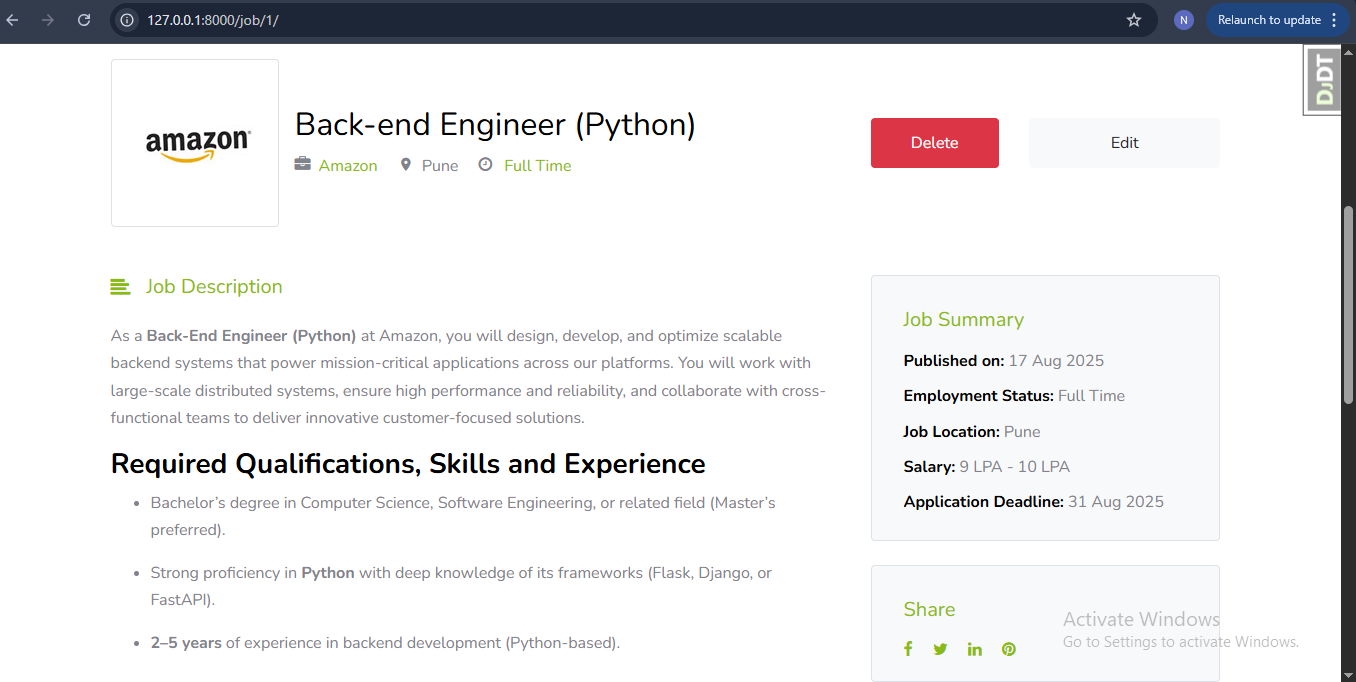 127.0.0.1:8000/job/1/
N
Relaunch to update
DJDT
amazon
Back-end Engineer (Python)
Amazon
Pune
Full Time
Delete
Edit
Job Description
As a Back-End Engineer (Python) at Amazon, you will design, develop, and optimize scalable
backend systems that power mission-critical applications across our platforms. You will work with
large-scale distributed systems, ensure high performance and reliability, and collaborate with cross-
functional teams to deliver innovative customer-focused solutions.
Required Qualifications, Skills and Experience
• Bachelor’s degree in Computer Science, Software Engineering, or related field (Master’s
preferred).
• Strong proficiency in Python with deep knowledge of its frameworks (Flask, Django, or
FastAPI).
• 2–5 years of experience in backend development (Python-based).
Job Summary
Published on: 17 Aug 2025
Employment Status: Full Time
Job Location: Pune
Salary: 9 LPA - 10 LPA
Application Deadline: 31 Aug 2025
Share
Activate Windows
Go to Settings to activate Windows.